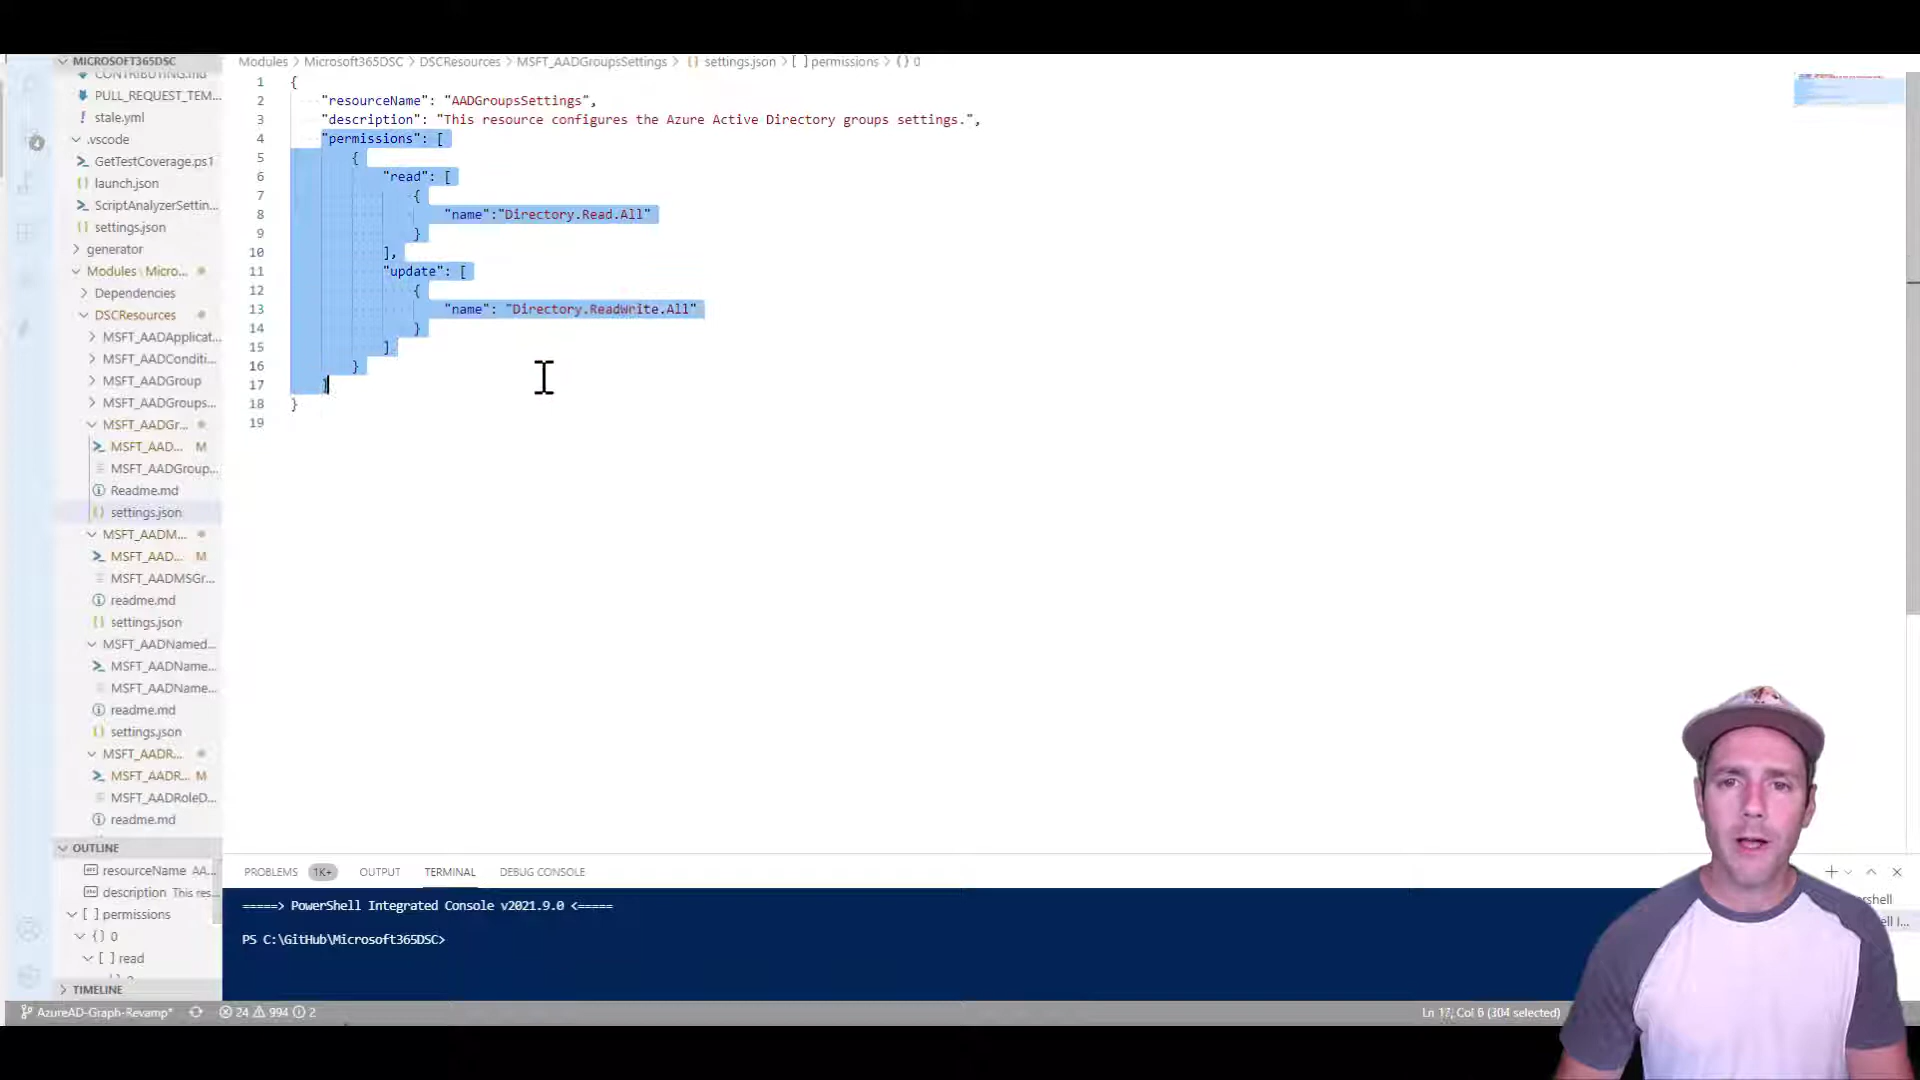 MICROSOFT365DSC
CONTRIBUTING.md
PULL_REQUEST_TEM...
stale.yml
.vscode
GetTestCoverage.ps1
launch.json
ScriptAnalyzerSettin...
settings.json
generator
Modules \ Micro...
Dependencies
DSCResources
MSFT_AADApplicat...
MSFT_AADConditi...
MSFT_AADGroup
MSFT_AADGroups...
MSFT_AADGr...
MSFT_AAD... M
MSFT_AADGroup...
Readme.md
settings.json
MSFT_AADM...
MSFT_AAD... M
MSFT_AADMSGr...
readme.md
settings.json
MSFT_AADNamed...
MSFT_AADName...
MSFT_AADName...
readme.md
settings.json
MSFT_AADR...
MSFT_AADR... M
MSFT_AADRoleD...
readme.md
OUTLINE
resourceName AA...
description This res...
[ ] permissions
{} 0
[ ] read
TIMELINE
Modules > Microsoft365DSC > DSCResources > MSFT_AADGroupsSettings > {} settings.json > [ ] permissions > {} 0
1 {
2 "resourceName": "AADGroupsSettings",
3 "description": "This resource configures the Azure Active Directory groups settings.",
4 "permissions": [
5 {
6 "read": [
7 {
8 "name":"Directory.Read.All"
9 }
10 ],
11 "update": [
12 {
13 "name": "Directory.ReadWrite.All"
14 }
15 ]
16 }
17 ]
18 }
19
PROBLEMS 1K+ OUTPUT TERMINAL DEBUG CONSOLE
=====> PowerShell Integrated Console v2021.9.0 <=====
PS C:\GitHub\Microsoft365DSC>
AzureAD-Graph-Revamp* 24 994 2
Ln 17, Col 6 (304 selected)